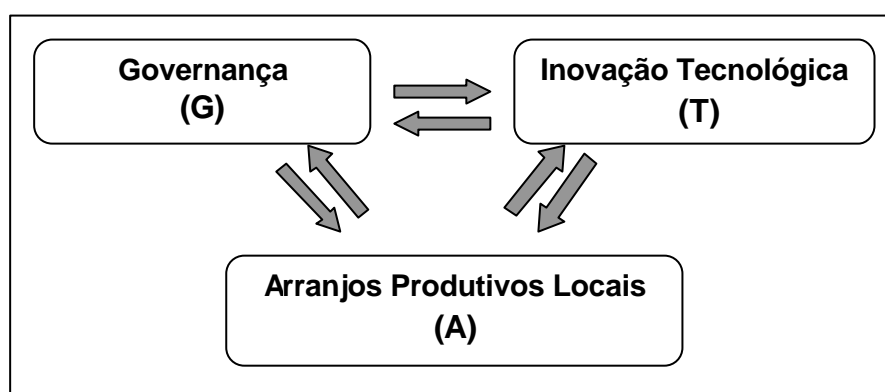 Governança
(G)
Inovação Tecnológica
(T)
Arranjos Produtivos Locais
(A)